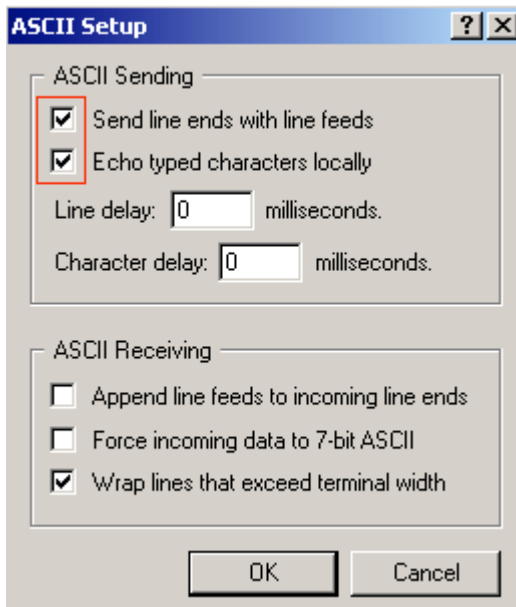 ASCII Setup
ASCII Sending
Send line ends with line feeds
Echo typed characters locally
Line delay: 0 milliseconds.
Character delay: 0 milliseconds.
ASCII Receiving
Append line feeds to incoming line ends
Force incoming data to 7-bit ASCII
Wrap lines that exceed terminal width
OK Cancel